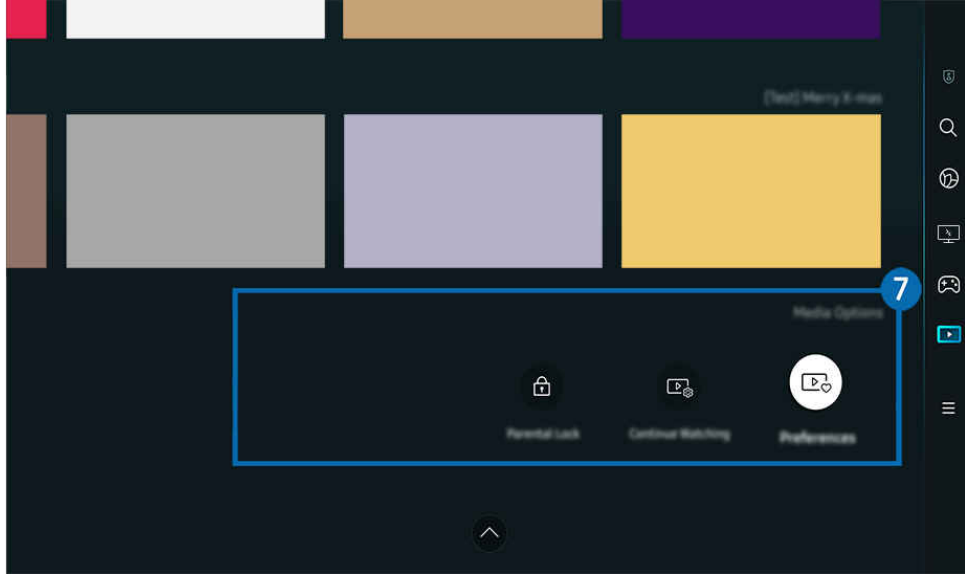 [Test] Merry X-mas
7
Media Options
Parental Lock
Continue Watching
Preferences